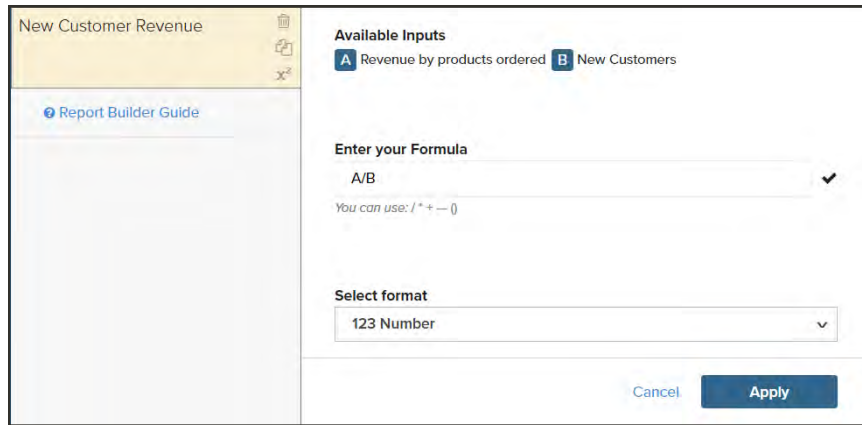 New Customer Revenue
x²
Report Builder Guide
Available Inputs
A Revenue by products ordered B New Customers
Enter your Formula
A/B
You can use: / * + — ()
Select format
123 Number
Cancel
Apply